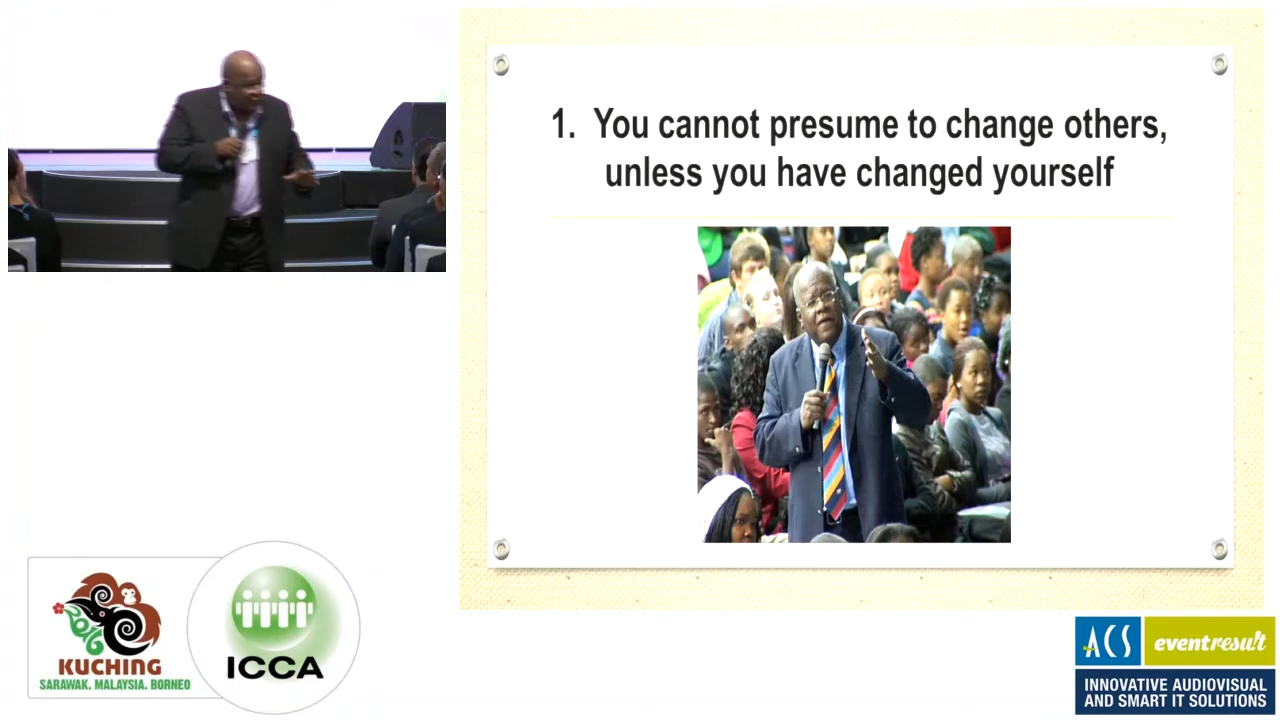 1. You cannot presume to change others,
unless you have changed yourself
2016
KUCHING
SARAWAK. MALAYSIA. BORNEO
ICCA
ACS
eventresult
INNOVATIVE AUDIOVISUAL
AND SMART IT SOLUTIONS